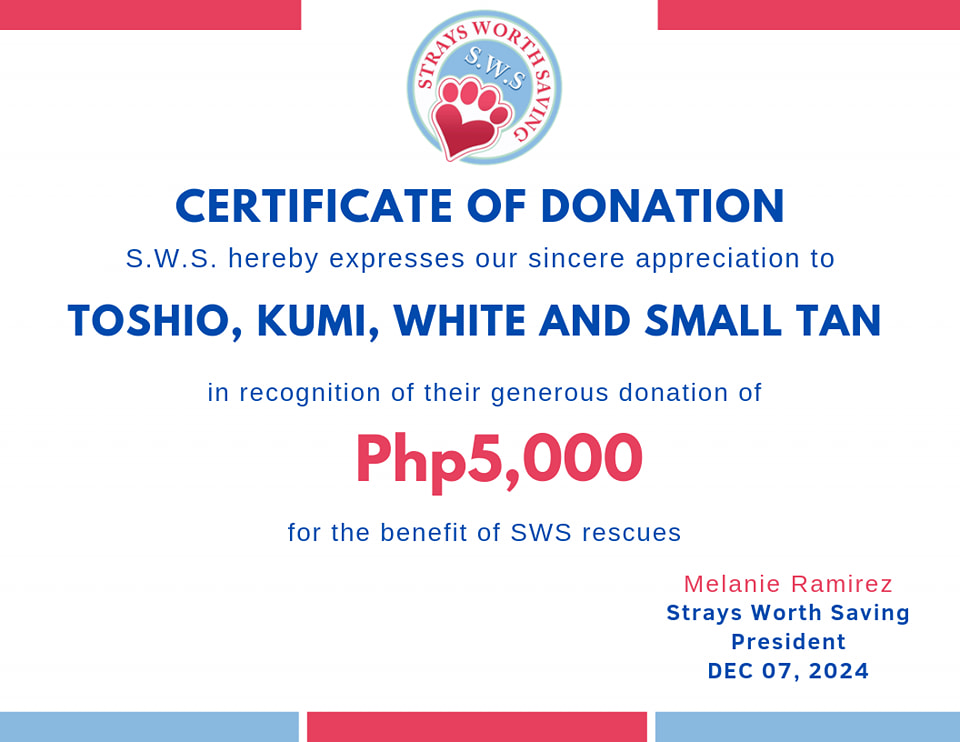 STRAYS WORTH SAVING
S.W.S
CERTIFICATE OF DONATION
S.W.S. hereby expresses our sincere appreciation to
TOSHIO, KUMI, WHITE AND SMALL TAN
in recognition of their generous donation of
Php5,000
for the benefit of SWS rescues
Melanie Ramirez
Strays Worth Saving
President
DEC 07, 2024